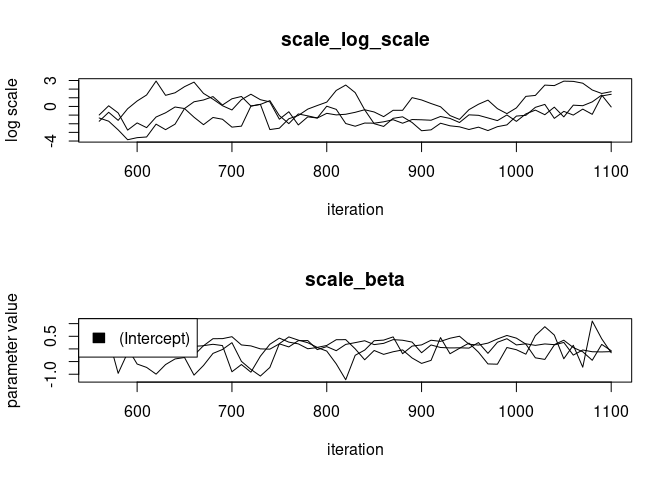 scale_log_scale
log scale
3
0
-4
600 700 800 900 1000 1100
iteration
scale_beta
parameter value
0.5
-1.0
(Intercept)
600 700 800 900 1000 1100
iteration